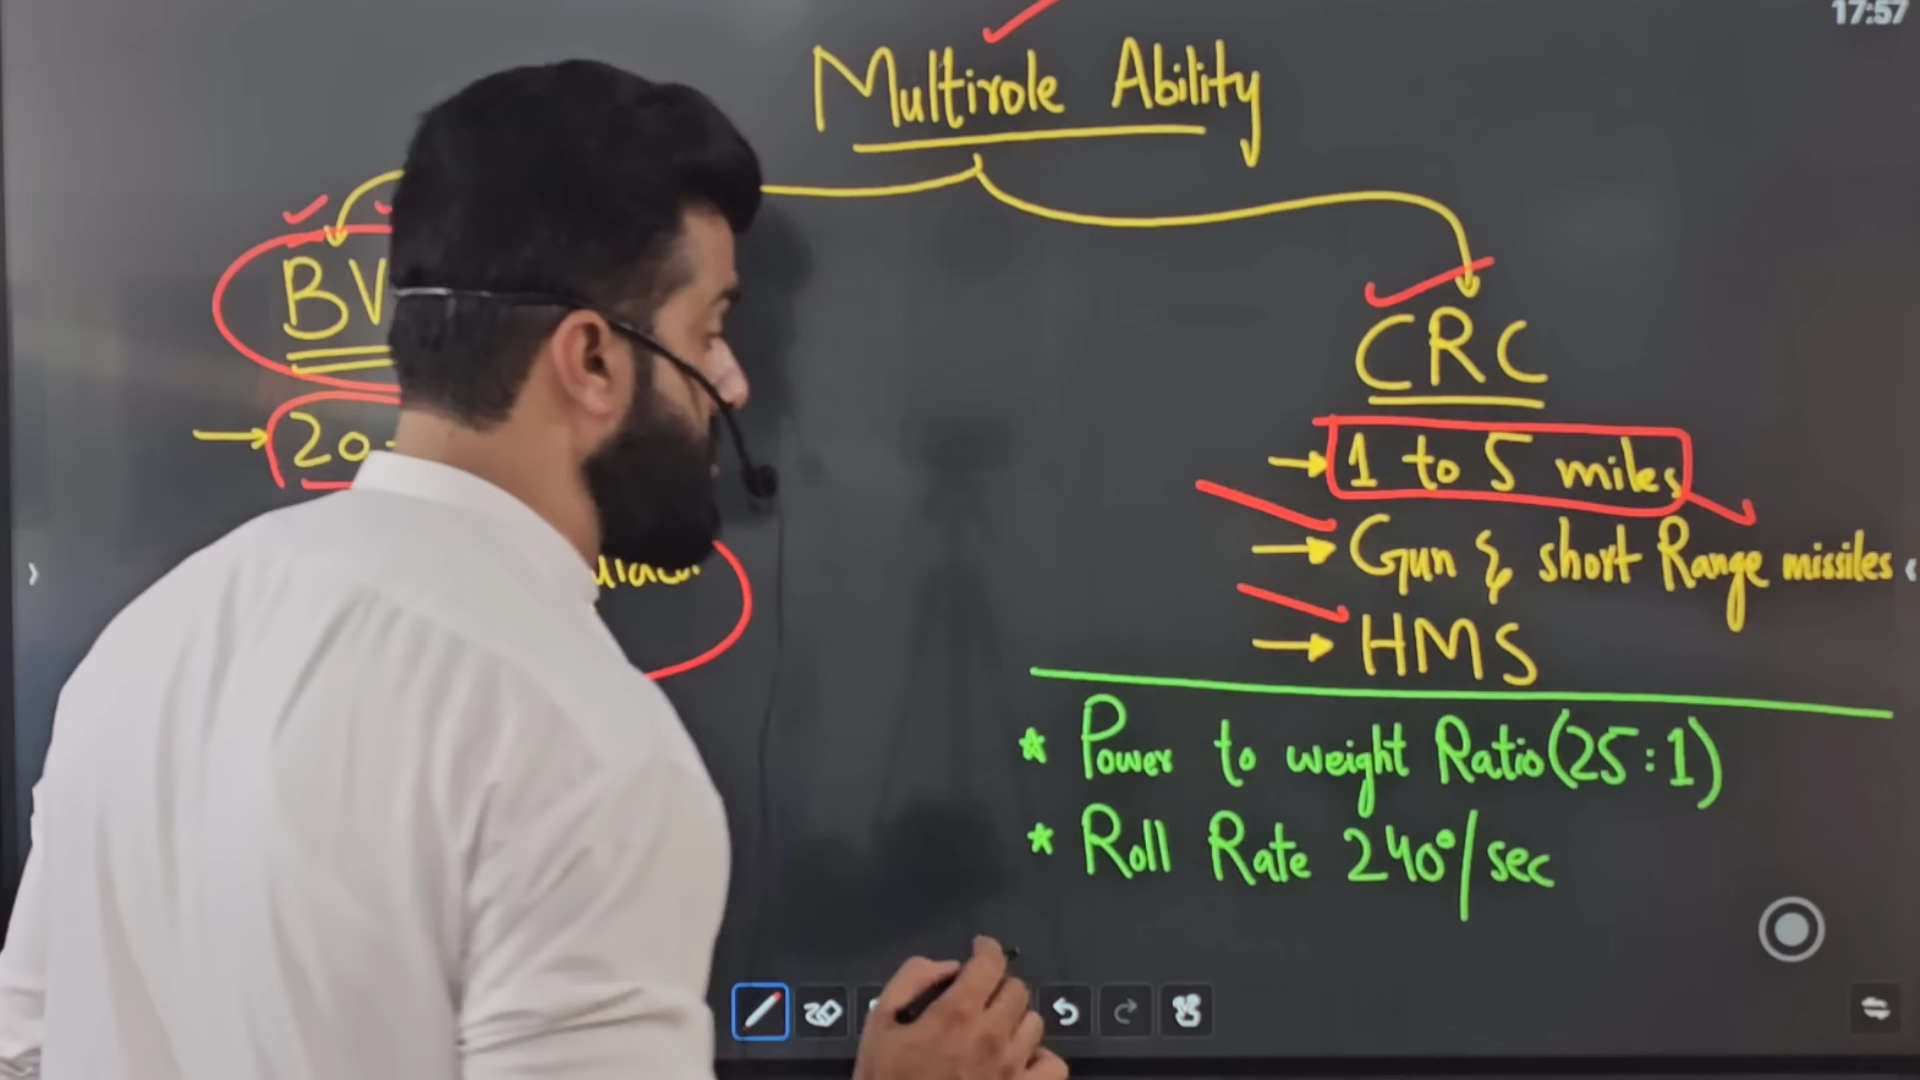 17:57
Multirole Ability
BV
20-
CRC
1 to 5 miles
Gun & short Range missiles
HMS
* Power to weight Ratio (25:1)
* Roll Rate 240°/sec